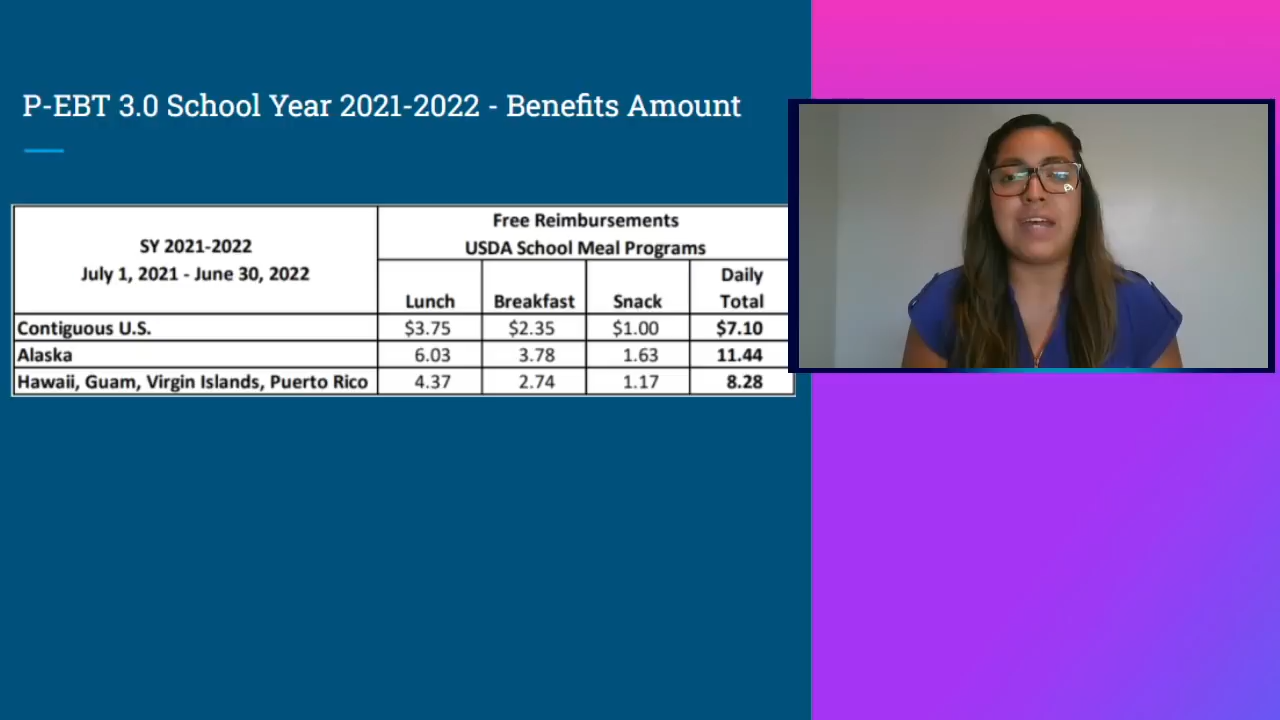 P-EBT 3.0 School Year 2021-2022 - Benefits Amount
SY 2021-2022
July 1, 2021 - June 30, 2022
Free Reimbursements
USDA School Meal Programs
Lunch Breakfast Snack Daily Total
Contiguous U.S. $3.75 $2.35 $1.00 $7.10
Alaska 6.03 3.78 1.63 11.44
Hawaii, Guam, Virgin Islands, Puerto Rico 4.37 2.74 1.17 8.28